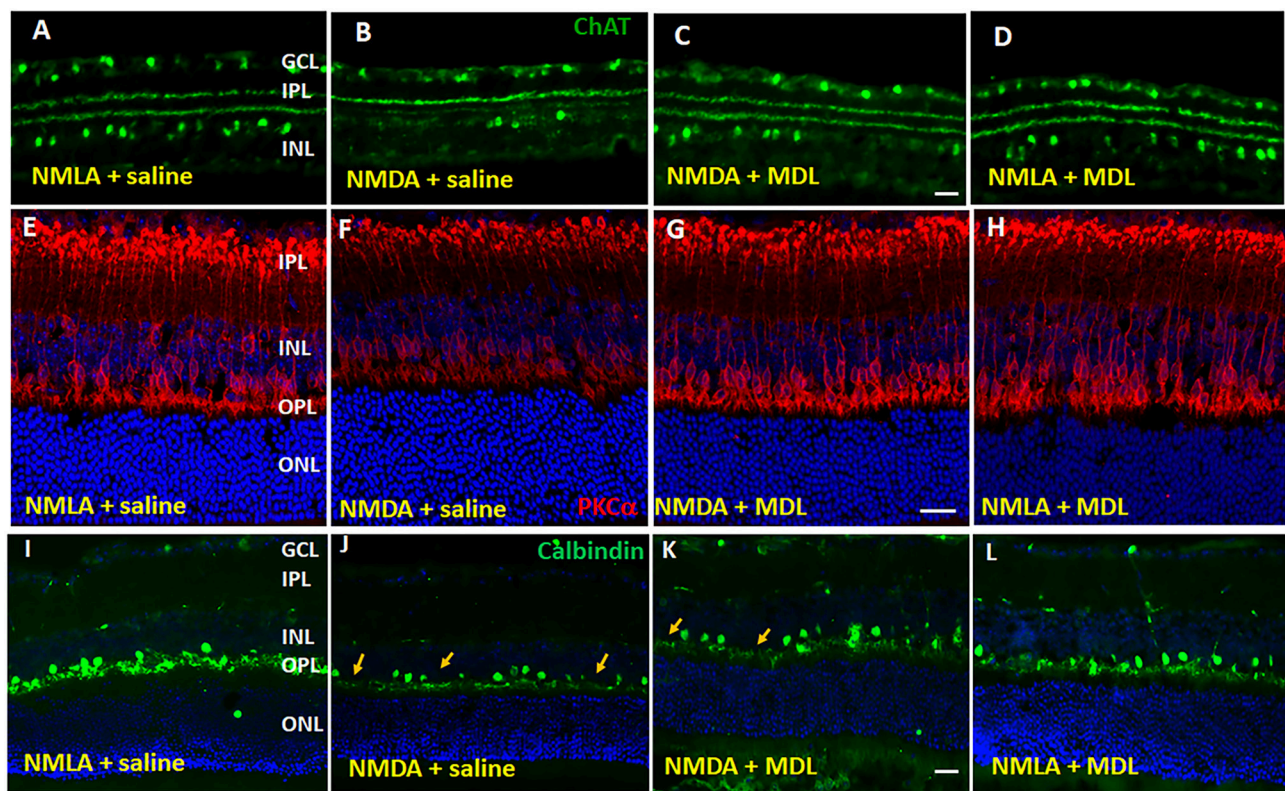 A
GCL
IPL
INL
NMLA + saline
B
ChAT
NMDA + saline
C
NMDA + MDL
D
NMLA + MDL
E
IPL
INL
OPL
ONL
NMLA + saline
F
NMDA + saline
PKCα
G
NMDA + MDL
H
NMLA + MDL
I
GCL
IPL
INL
OPL
ONL
NMLA + saline
J
Calbindin
NMDA + saline
K
NMDA + MDL
L
NMLA + MDL